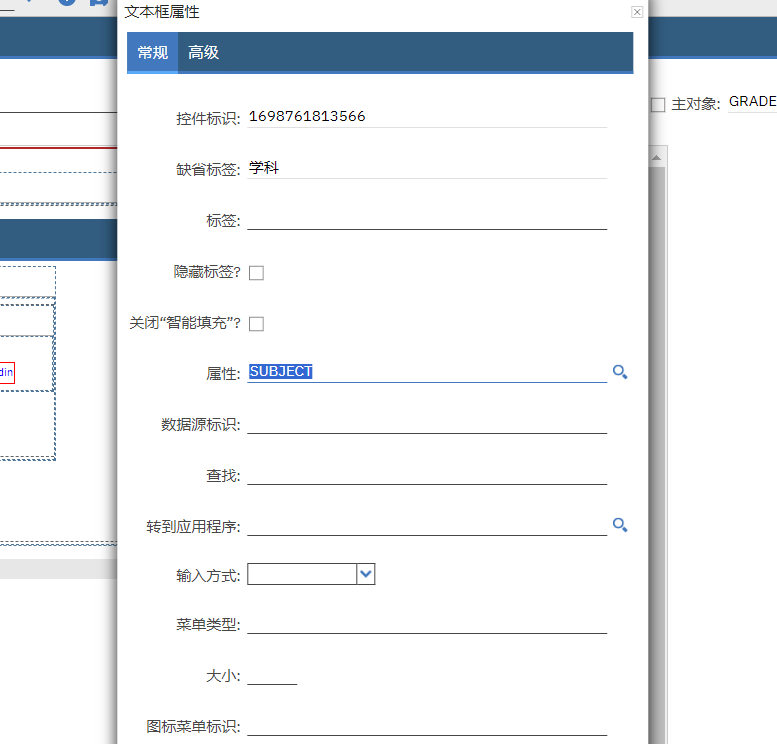 文本框属性
常规 高级
控件标识: 1698761813566
主对象: GRADE
缺省标签: 学科
标签:
隐藏标签?
关闭“智能填充”?
属性: SUBJECT
din
数据源标识:
查找:
转到应用程序:
输入方式:
菜单类型:
大小:
图标菜单标识: